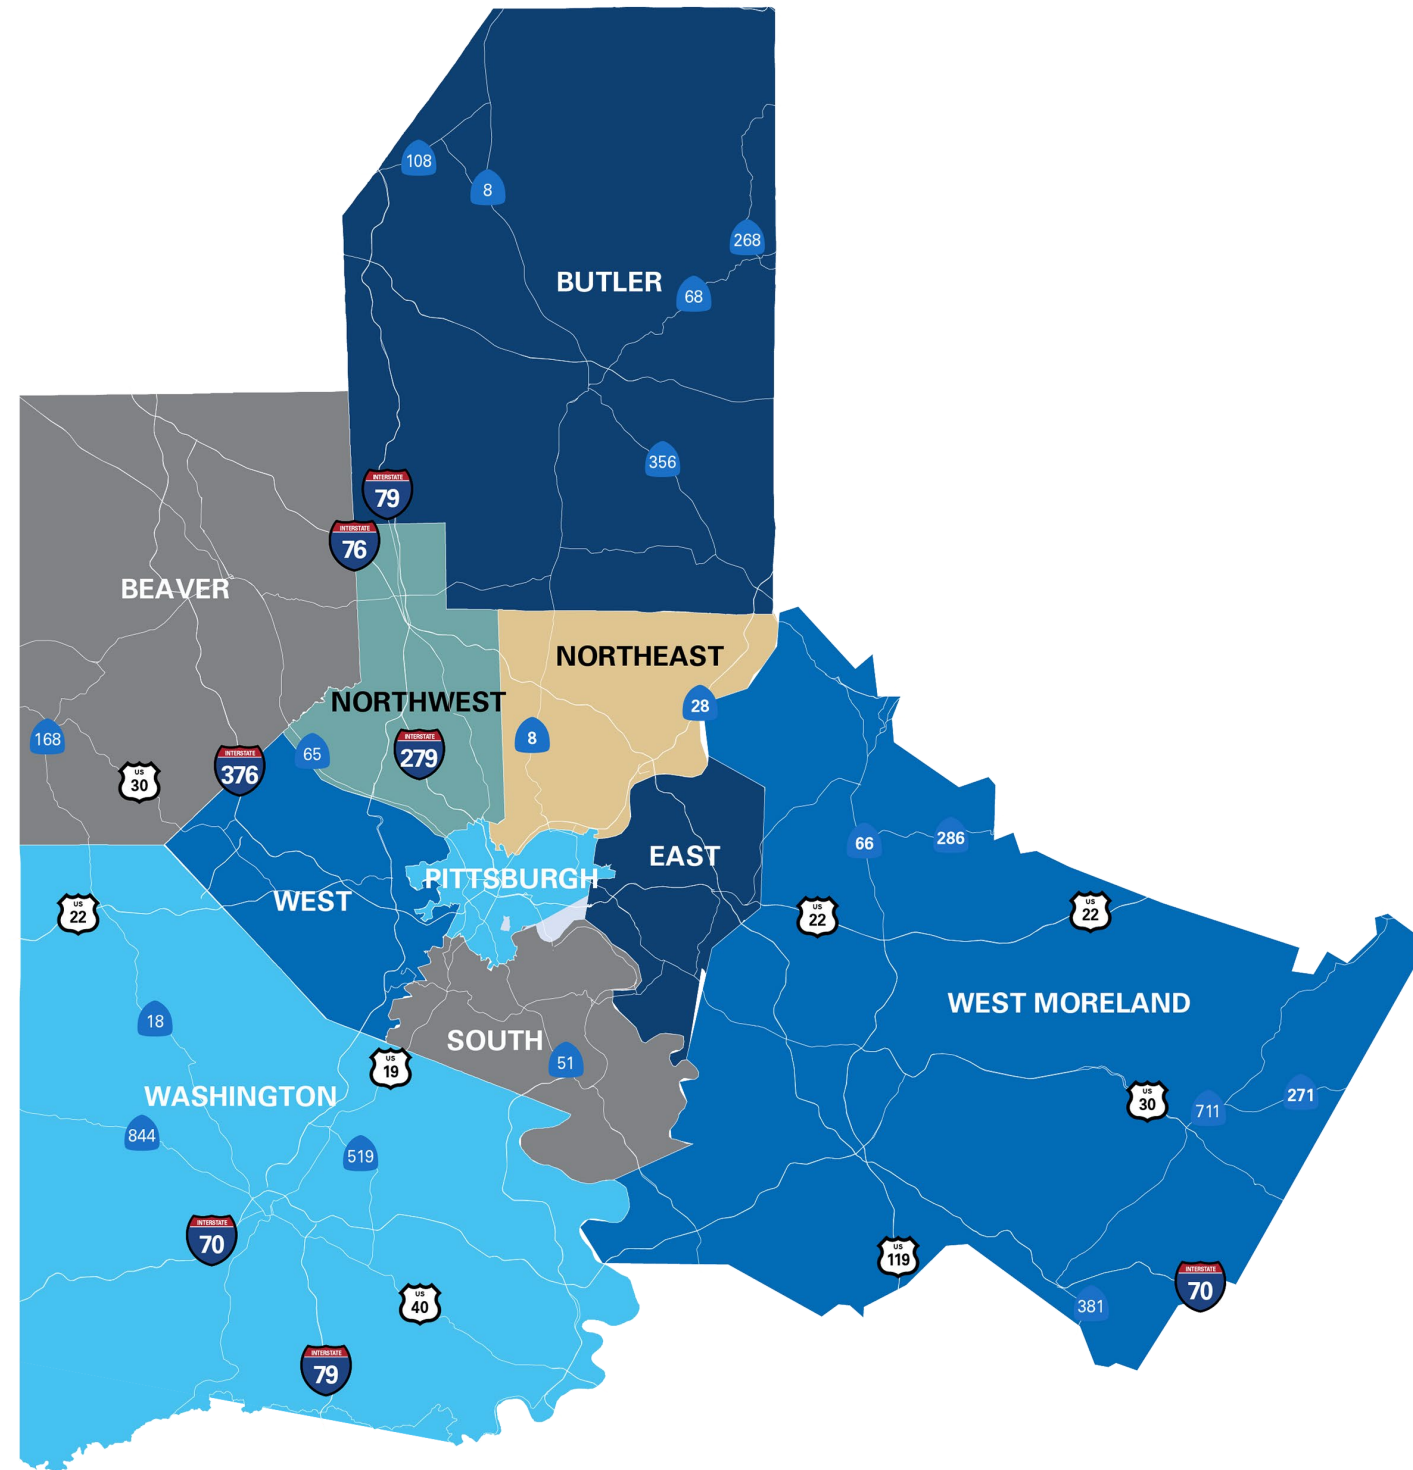 108
8
268
BUTLER
68
356
INTERSTATE
79
INTERSTATE
76
BEAVER
NORTHEAST
NORTHWEST
28
168
65
8
INTERSTATE
279
INTERSTATE
376
US
30
66
286
EAST
PITTSBURGH
WEST
US
22
US
22
US
22
WEST MORELAND
18
SOUTH
51
US
19
WASHINGTON
US
30
711
271
844
519
INTERSTATE
70
US
119
INTERSTATE
70
US
40
381
INTERSTATE
79